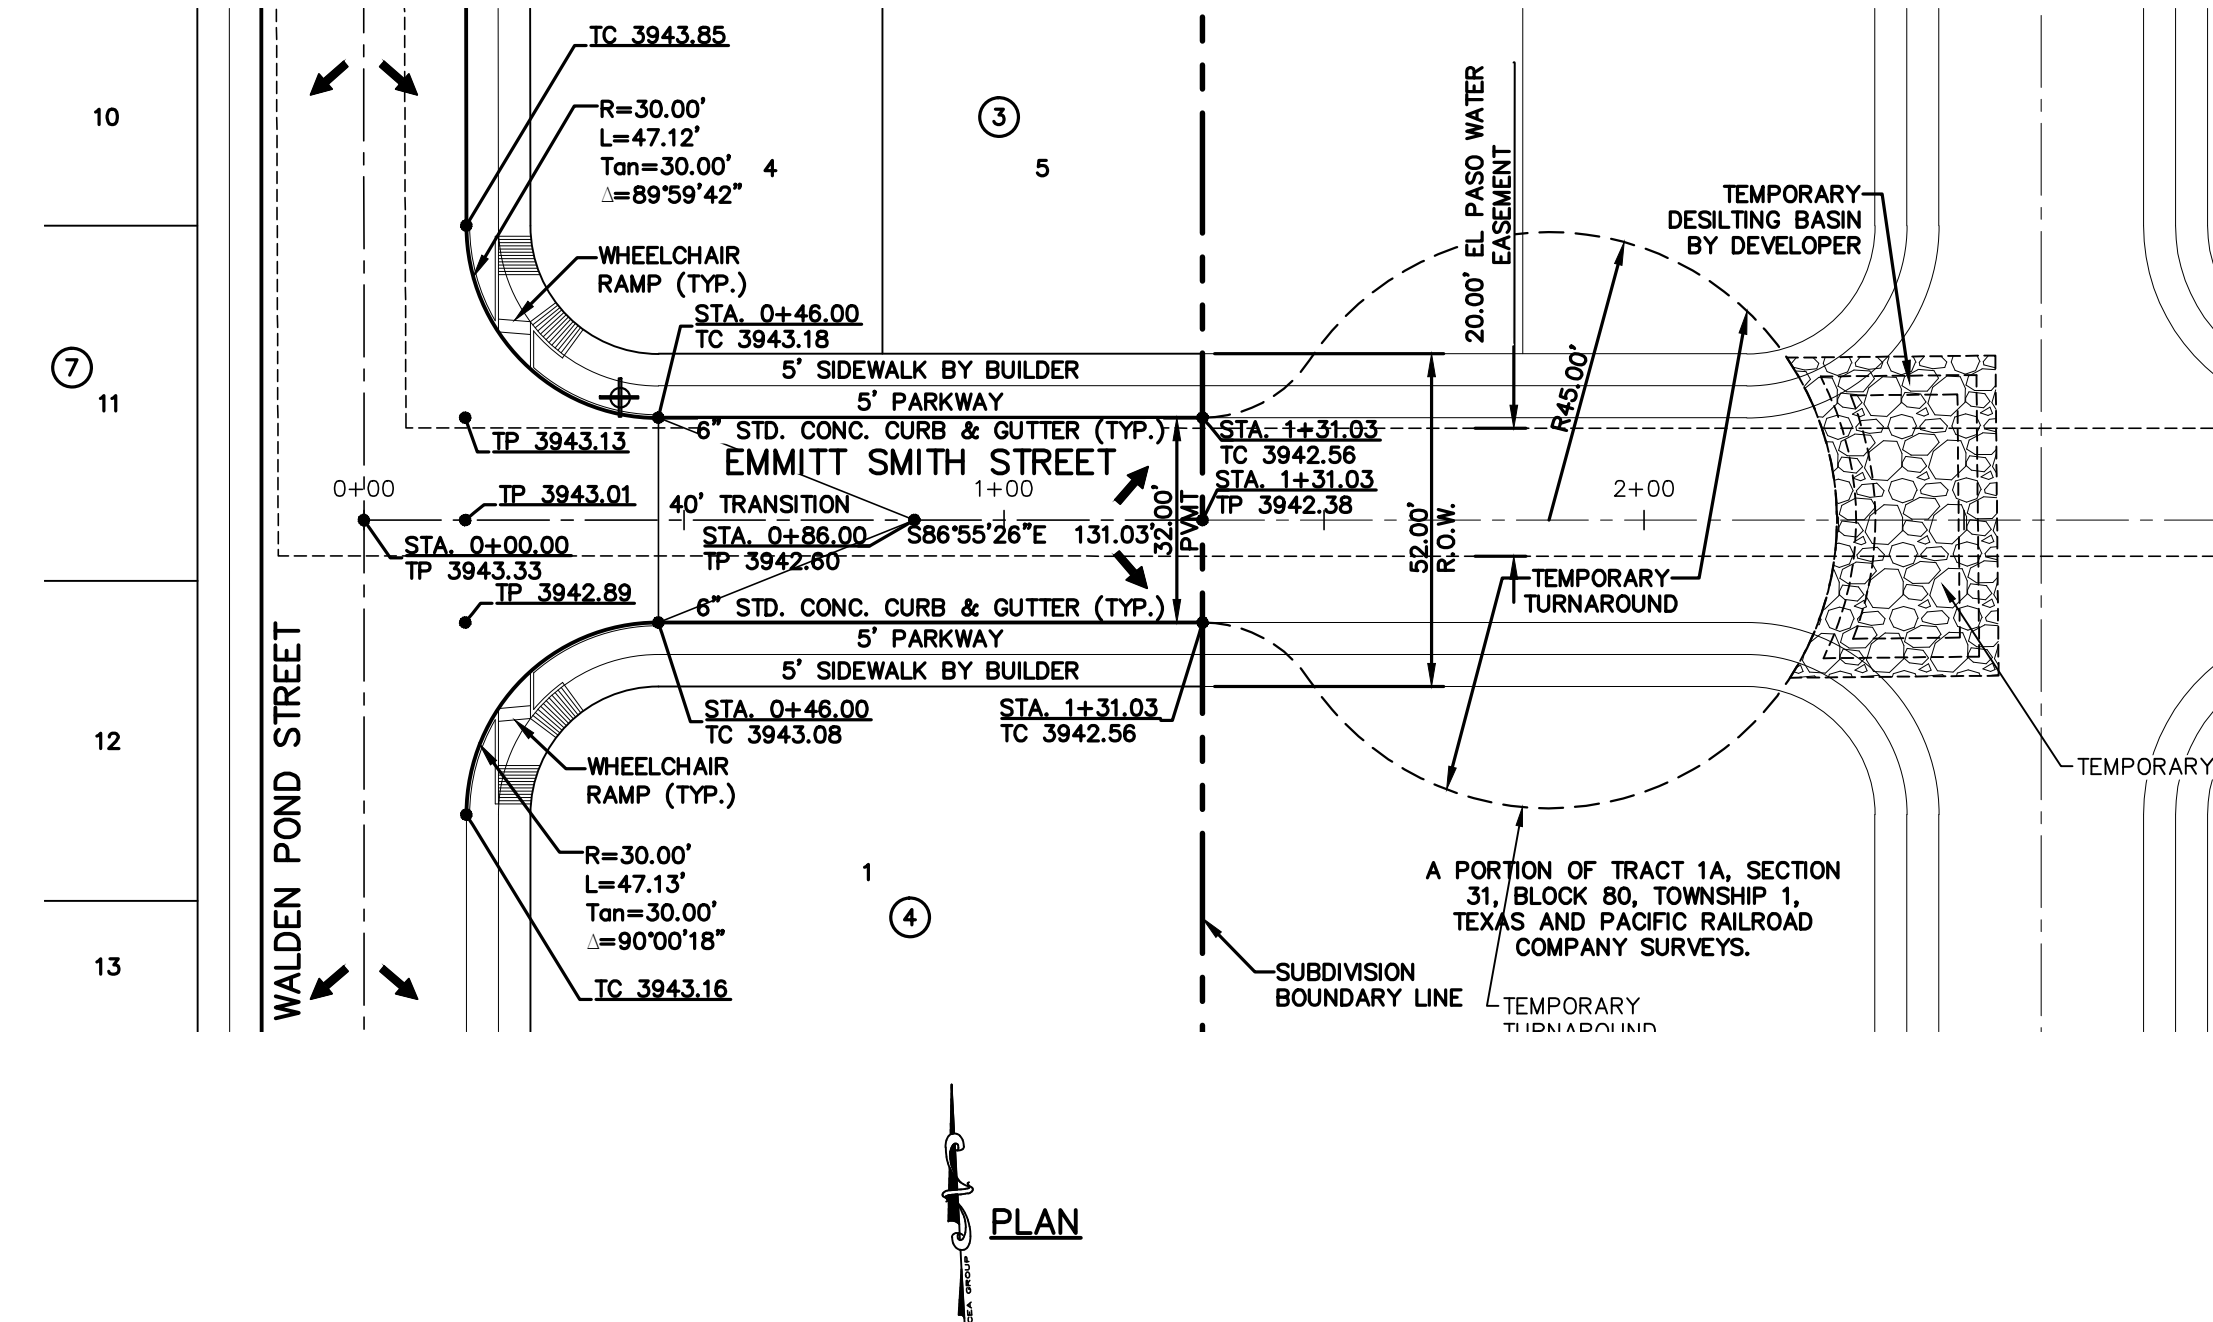 TC 3943.85
10
R=30.00'
L=47.12'
Tan=30.00'
Δ=89°59'42"
4
3
5
20.00' EL PASO WATER
EASEMENT
TEMPORARY
DESILTING BASIN
BY DEVELOPER
WHEELCHAIR
RAMP (TYP.)
STA. 0+46.00
TC 3943.18
7
11
5' SIDEWALK BY BUILDER
5' PARKWAY
6" STD. CONC. CURB & GUTTER (TYP.)
R45.00'
TP 3943.13
STA. 1+31.03
TC 3942.56
EMMITT SMITH STREET
0+00
TP 3943.01
40' TRANSITION
1+00
STA. 1+31.03
TP 3942.38
2+00
STA. 0+00.00
TP 3943.33
STA. 0+86.00
TP 3942.60
S86°55'26"E 131.03'
32.00'
PVMT
52.00'
R.O.W.
TEMPORARY
TURNAROUND
TP 3942.89
6" STD. CONC. CURB & GUTTER (TYP.)
5' PARKWAY
5' SIDEWALK BY BUILDER
STA. 0+46.00
TC 3943.08
STA. 1+31.03
TC 3942.56
12
WALDEN POND STREET
WHEELCHAIR
RAMP (TYP.)
TEMPORARY
R=30.00'
L=47.13'
Tan=30.00'
Δ=90°00'18"
1
4
A PORTION OF TRACT 1A, SECTION
31, BLOCK 80, TOWNSHIP 1,
TEXAS AND PACIFIC RAILROAD
COMPANY SURVEYS.
13
TC 3943.16
SUBDIVISION
BOUNDARY LINE
TEMPORARY
TURNAROUND
PLAN
CEA GROUP